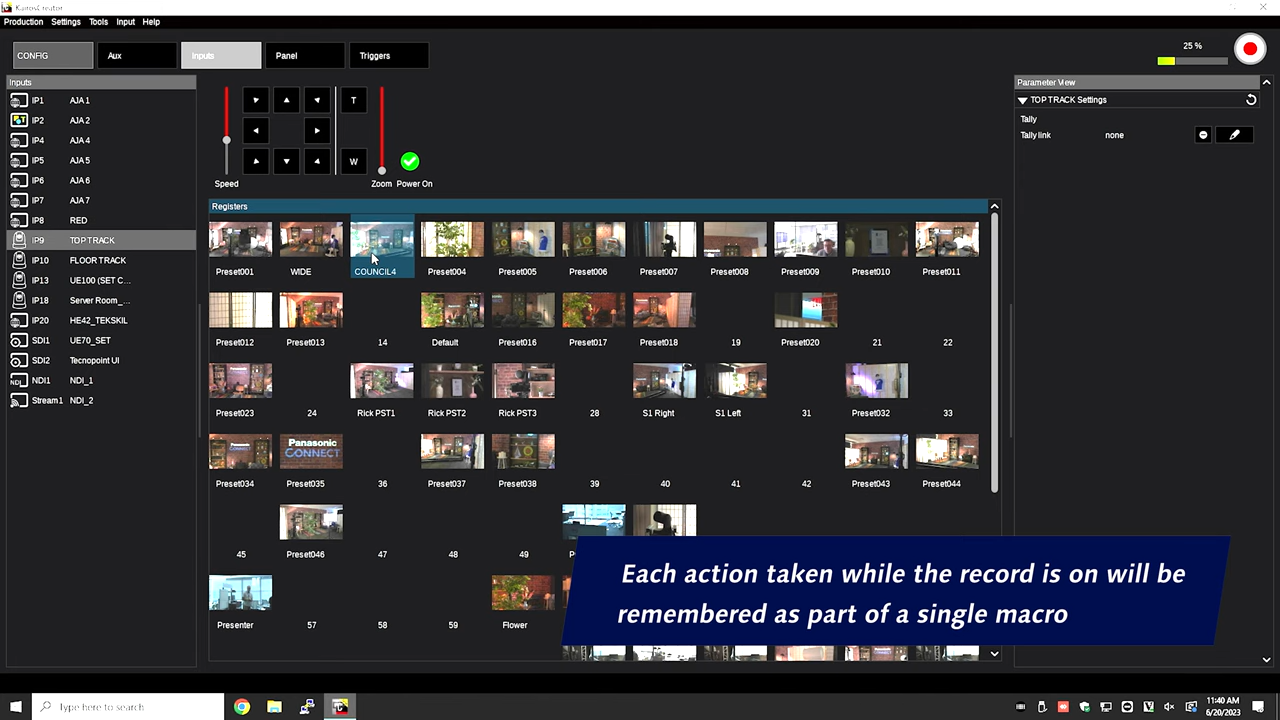 KairosCreator
Production Settings Tools Input Help
CONFIG Aux Inputs Panel Triggers
25 %
Inputs
IP1 AJA 1
IP2 AJA 2
IP4 AJA 4
IP5 AJA 5
IP6 AJA 6
IP7 AJA 7
IP8 RED
IP9 TOP TRACK
IP10 FLOOR TRACK
IP13 UE100 (SET C...
IP18 Server Room_...
IP20 HE42_TEKSKIL
SDI1 UE70_SET
SDI2 Tecnopoint UI
NDI1 NDI_1
Stream1 NDI_2
T
W
Speed
Zoom Power On
Registers
Preset001 WIDE COUNCIL4 Preset004 Preset005 Preset006 Preset007 Preset008 Preset009 Preset010 Preset011
Preset012 Preset013 14 Default Preset016 Preset017 Preset018 19 Preset020 21 22
Preset023 24 Rick PST1 Rick PST2 Rick PST3 28 S1 Right S1 Left 31 Preset032 33
Panasonic
CONNECT
Preset034 Preset035 36 Preset037 Preset038 39 40 41 42 Preset043 Preset044
45 Preset046 47 48 49
Presenter 57 58 59 Flower
Parameter View
TOP TRACK Settings
Tally
Tally link none
Each action taken while the record is on will be
remembered as part of a single macro
Type here to search
11:40 AM
6/20/2023